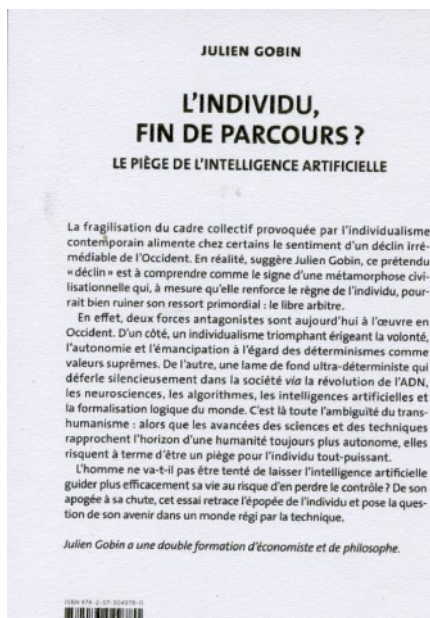 JULIEN GOBIN
L'INDIVIDU,
FIN DE PARCOURS ?
LE PIÈGE DE L'INTELLIGENCE ARTIFICIELLE
La fragilisation du cadre collectif provoquée par l'individualisme
contemporain alimente chez certains le sentiment d'un déclin irré-
médiable de l'Occident. En réalité, suggère Julien Gobin, ce prétendu
« déclin » est à comprendre comme le signe d'une métamorphose civi-
lisationnelle qui, à mesure qu'elle renforce le règne de l'individu, pour-
rait bien ruiner son ressort primordial : le libre arbitre.
En effet, deux forces antagonistes sont aujourd'hui à l'œuvre en
Occident. D'un côté, un individualisme triomphant érigeant la volonté,
l'autonomie et l'émancipation à l'égard des déterminismes comme
valeurs suprêmes. De l'autre, une lame de fond ultra-déterministe qui
déferle silencieusement dans la société via la révolution de l'ADN,
les neurosciences, les algorithmes, les intelligences artificielles et
la formalisation logique du monde. C'est là toute l'ambiguïté du trans-
humanisme : alors que les avancées des sciences et des techniques
rapprochent l'horizon d'une humanité toujours plus autonome, elles
risquent à terme d'être un piège pour l'individu tout-puissant.
L'homme ne va-t-il pas être tenté de laisser l'intelligence artificielle
guider plus efficacement sa vie au risque d'en perdre le contrôle ? De son
apogée à sa chute, cet essai retrace l'épopée de l'individu et pose la ques-
tion de son avenir dans un monde régi par la technique.
Julien Gobin a une double formation d'économiste et de philosophe.
ISBN 978-2-07-304978-0